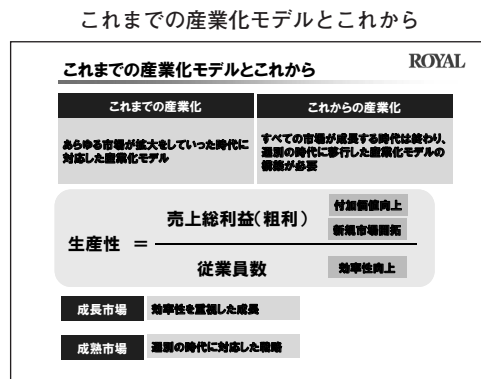 これまでの産業化モデルとこれから
これまでの産業化モデルとこれから
ROYAL
これまでの産業化
これからの産業化
あらゆる市場が拡大をしていった時代に
対応した産業化モデル
すべての市場が成長する時代は終わり、
選別の時代に移行した産業化モデルの
構築が必要
生産性 =
売上総利益(粗利)
付加価値向上
新規市場開拓
従業員数
効率性向上
成長市場
効率性を重視した成長
成熟市場
選別の時代に対応した戦略